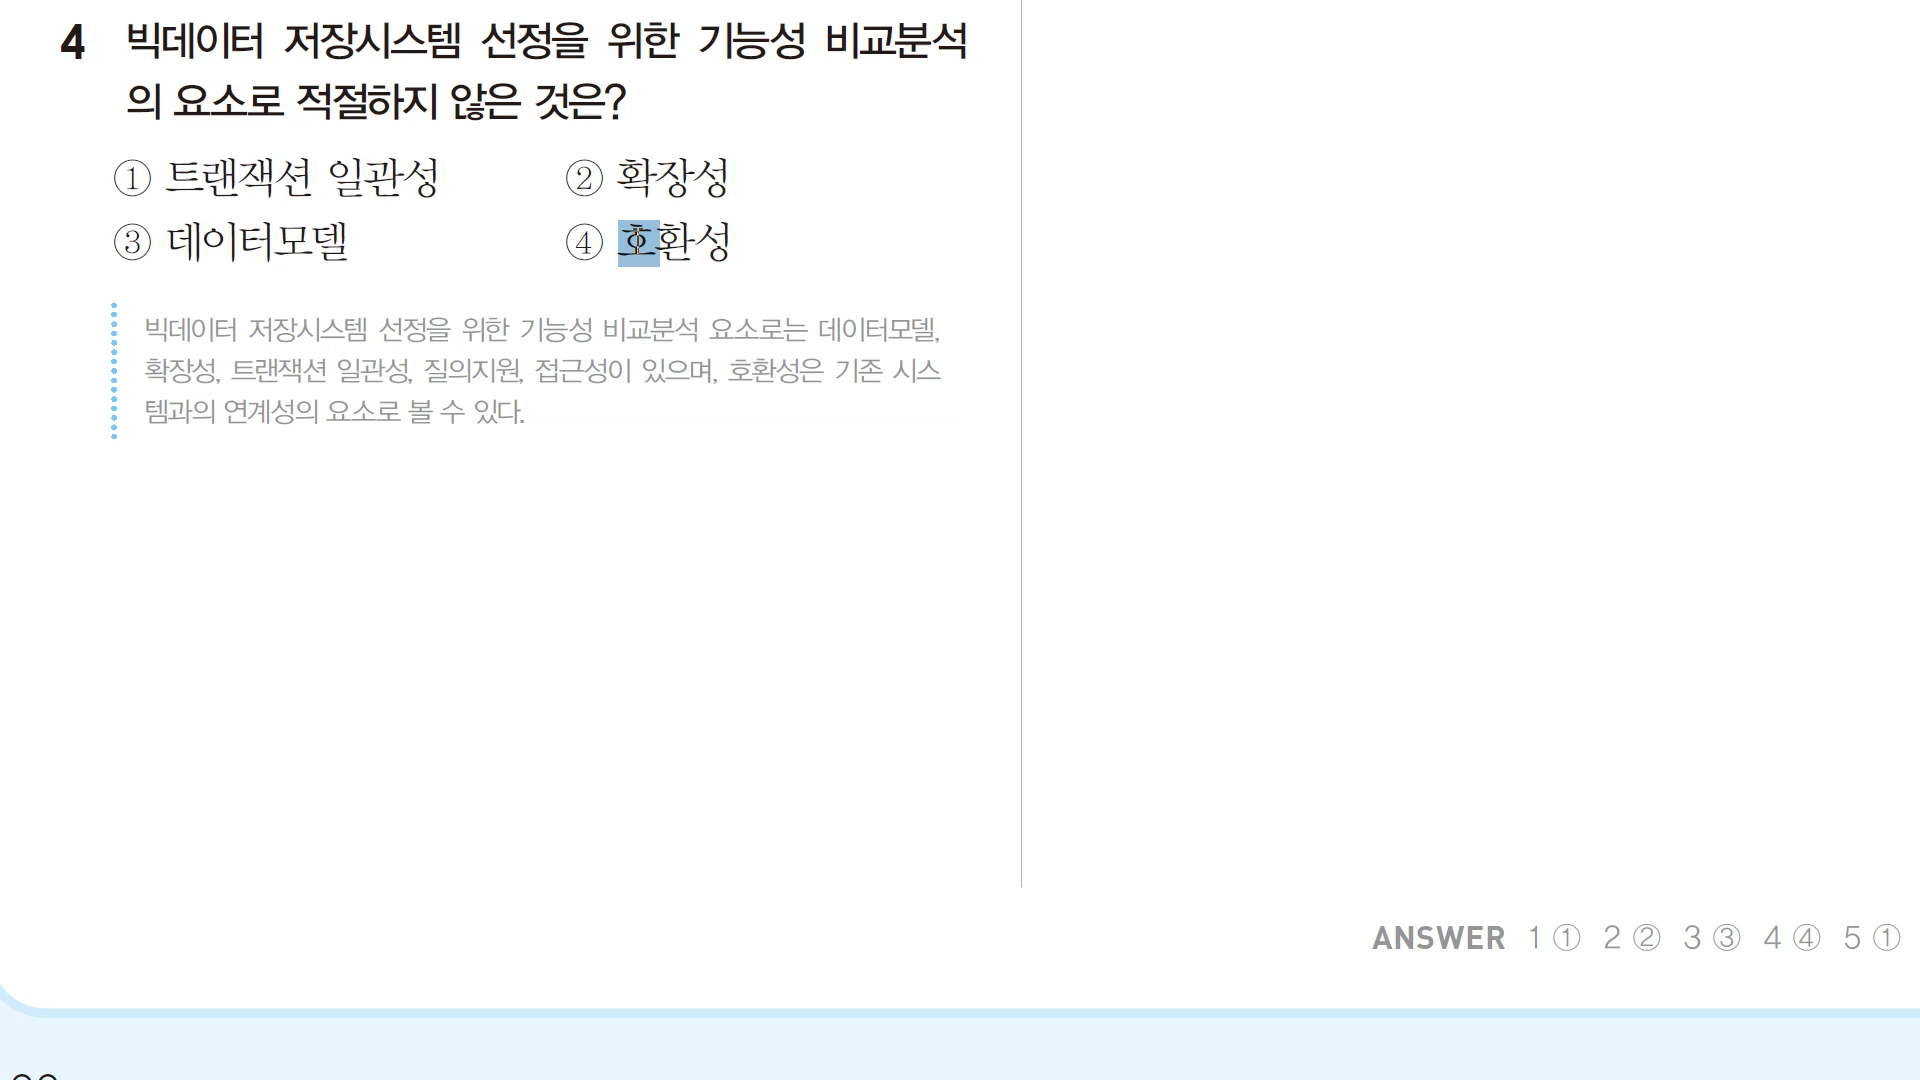 4 빅데이터 저장시스템 선정을 위한 기능성 비교분석
의 요소로 적절하지 않은 것은?
① 트랜잭션 일관성 ② 확장성
③ 데이터모델 ④ 호환성
빅데이터 저장시스템 선정을 위한 기능성 비교분석 요소로는 데이터모델,
확장성, 트랜잭션 일관성, 질의지원, 접근성이 있으며, 호환성은 기존 시스
템과의 연계성의 요소로 볼 수 있다.
ANSWER 1 ① 2 ② 3 ③ 4 ④ 5 ①